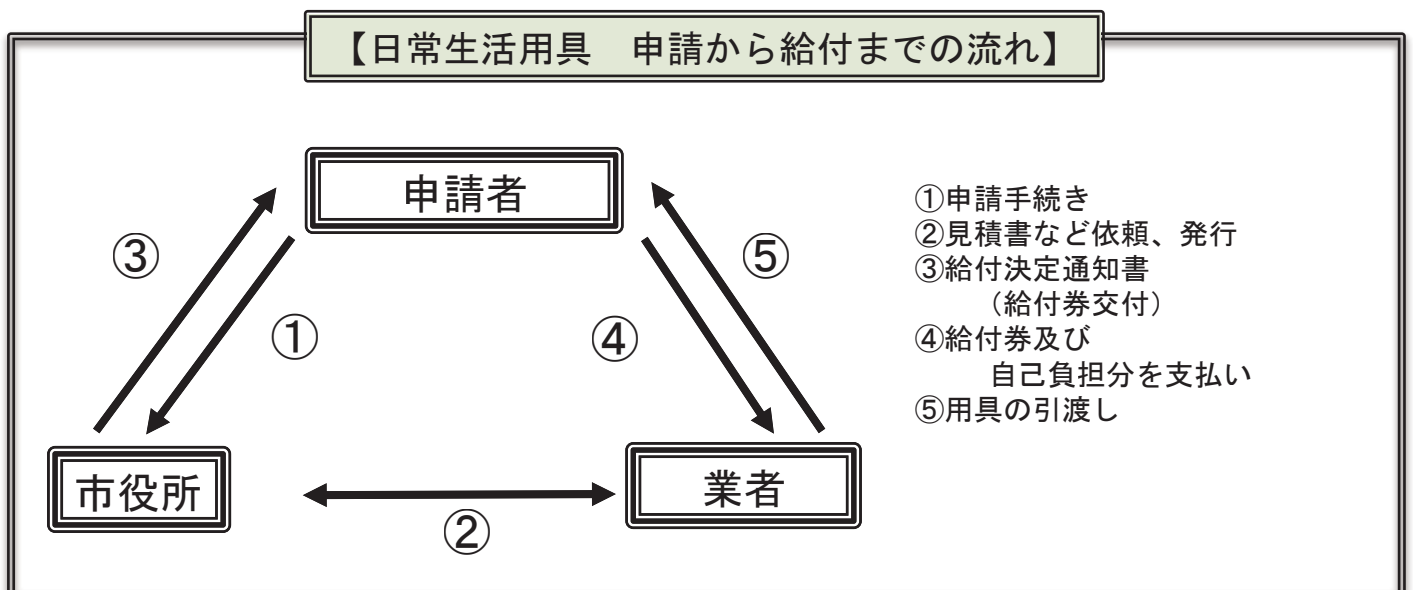 【日常生活用具　申請から給付までの流れ】
申請者
③
①
④
⑤
市役所
②
業者
①申請手続き
②見積書など依頼、発行
③給付決定通知書
（給付券交付）
④給付券及び
自己負担分を支払い
⑤用具の引渡し